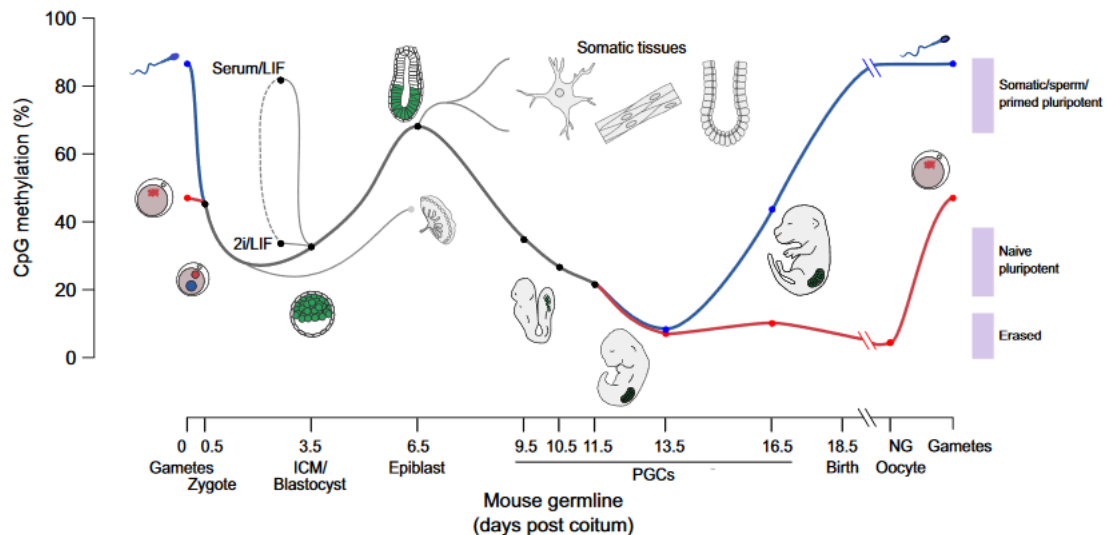 100
80
60
40
20
0
CpG methylation (%)
Serum/LIF
2i/LIF
Somatic tissues
Somatic/sperm/
primed pluripotent
Naive
pluripotent
Erased
0 0.5 3.5 6.5 9.5 10.5 11.5 13.5 16.5 18.5 NG Gametes
Gametes
Zygote
ICM/
Blastocyst
Epiblast
PGCs
Birth
Oocyte
Mouse germline
(days post coitum)